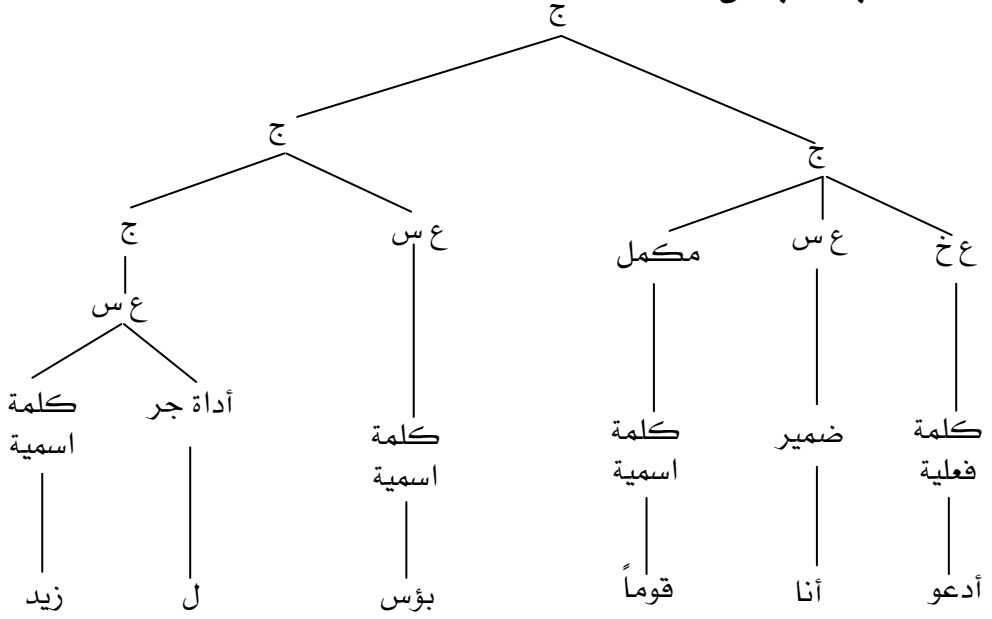 ج
ج ج
ع خ ع س مكمل ع س ج
ع س
أداة جر كلمة اسمية
كلمة فعلية ضمير كلمة اسمية كلمة اسمية
أدعو أنا قوماً بؤس ل زيد